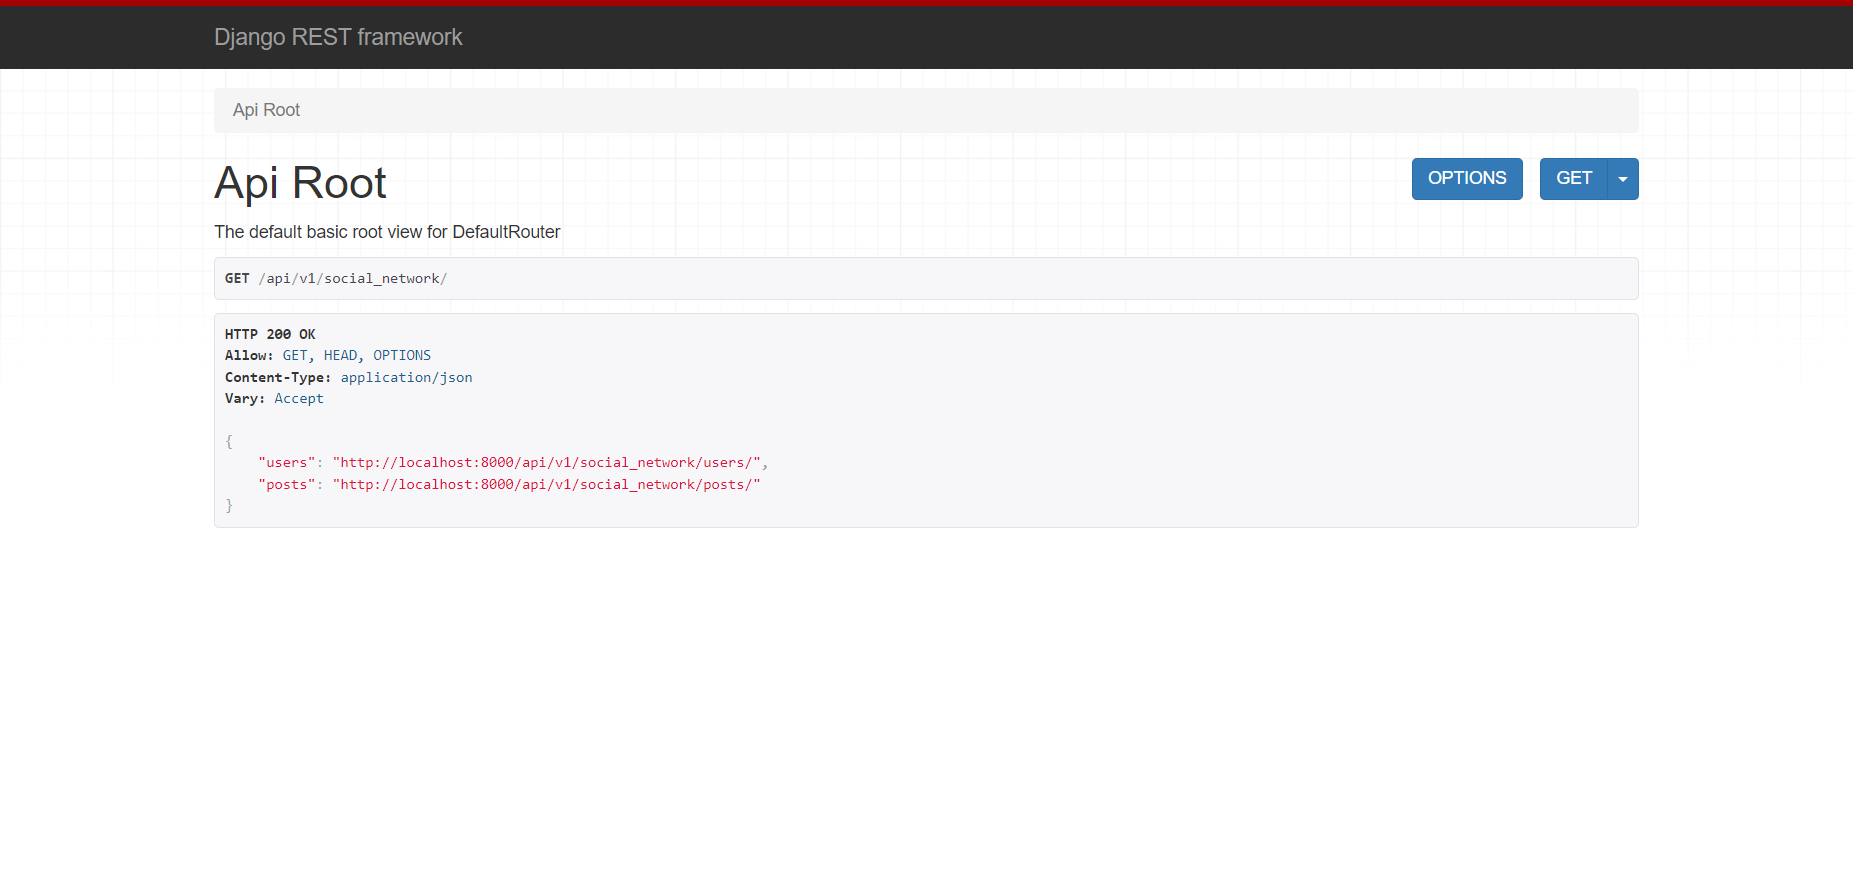 Django REST framework
Api Root
Api Root
OPTIONS
GET
The default basic root view for DefaultRouter
GET /api/v1/social_network/
HTTP 200 OK
Allow: GET, HEAD, OPTIONS
Content-Type: application/json
Vary: Accept
{
    "users": "http://localhost:8000/api/v1/social_network/users/",
    "posts": "http://localhost:8000/api/v1/social_network/posts/"
}